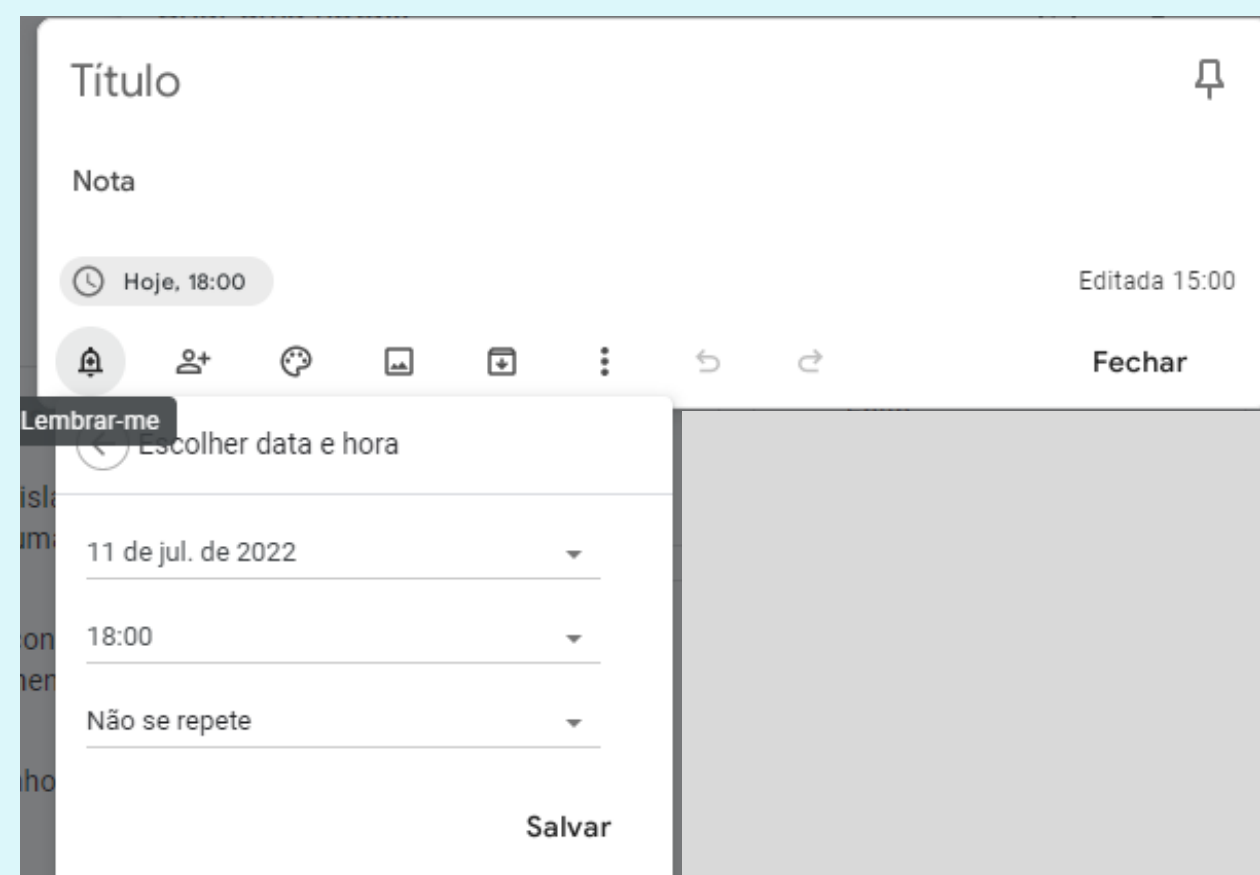 Título
Nota
Hoje, 18:00
Editada 15:00
Fechar
Lembrar-me
Escolher data e hora
11 de jul. de 2022
18:00
Não se repete
Salvar